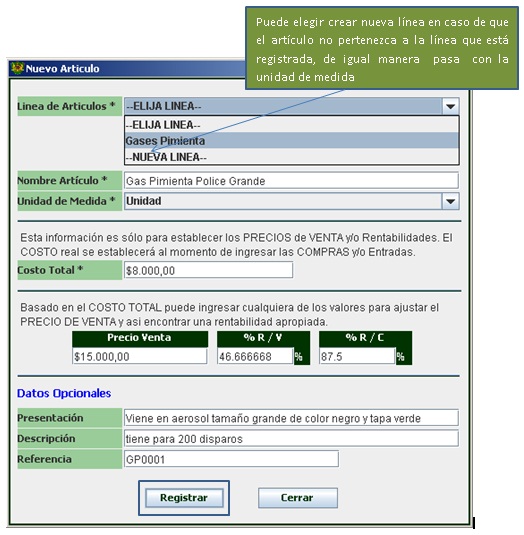 Puede elegir crear nueva línea en caso de que
el artículo no pertenezca a la línea que está
registrada, de igual manera pasa con la
unidad de medida
Nuevo Articulo
Linea de Articulos * --ELIJA LINEA--
--ELIJA LINEA--
Gases Pimienta
--NUEVA LINEA--
Nombre Artículo * Gas Pimienta Police Grande
Unidad de Medida * Unidad
Esta información es sólo para establecer los PRECIOS de VENTA y/o Rentabilidades. El
COSTO real se establecerá al momento de ingresar las COMPRAS y/o Entradas.
Costo Total * $8.000,00
Basado en el COSTO TOTAL puede ingresar cualquiera de los valores para ajustar el
PRECIO DE VENTA y asi encontrar una rentabilidad apropiada.
Precio Venta % R / V % R / C
$15.000,00 46.666668 % 87.5 %
Datos Opcionales
Presentación Viene en aerosol tamaño grande de color negro y tapa verde
Descripción tiene para 200 disparos
Referencia GP0001
Registrar Cerrar